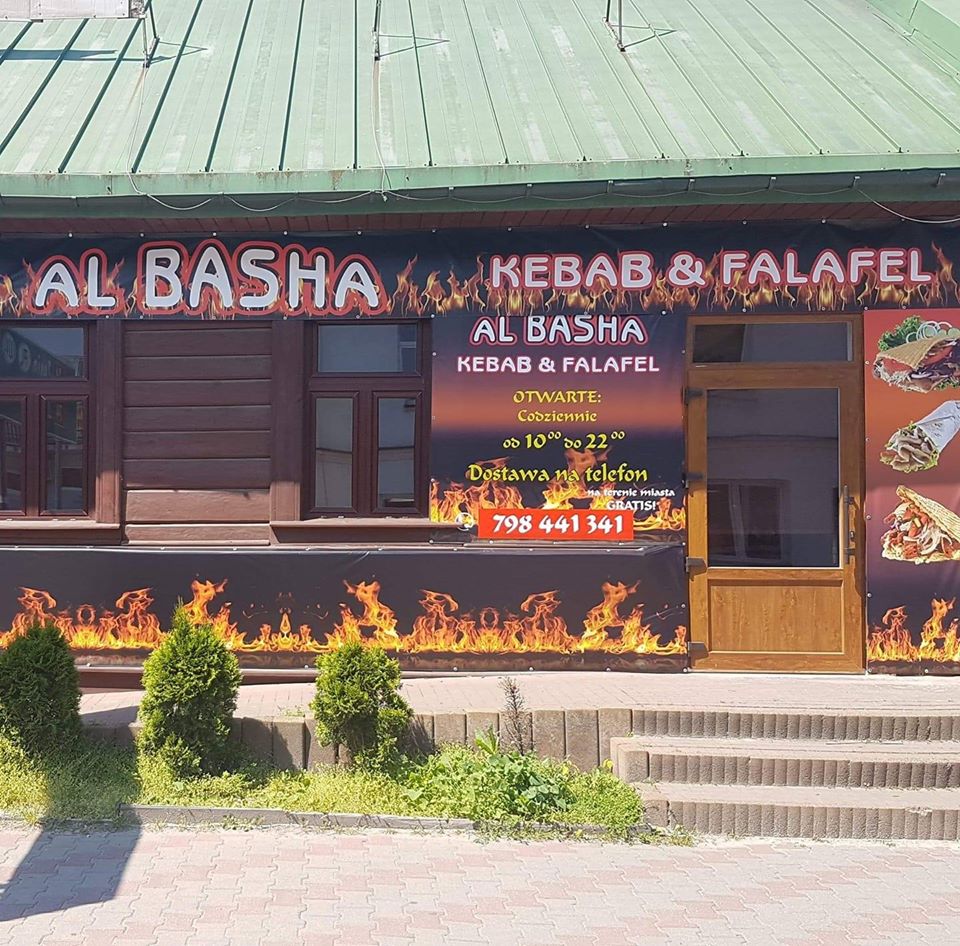 AL BASHA
KEBAB & FALAFEL
AL BASHA
KEBAB & FALAFEL
OTWARTE:
Codziennie
od 10⁰⁰ do 22⁰⁰
Dostawa na telefon
na terenie miasta
GRATIS!
798 441 341